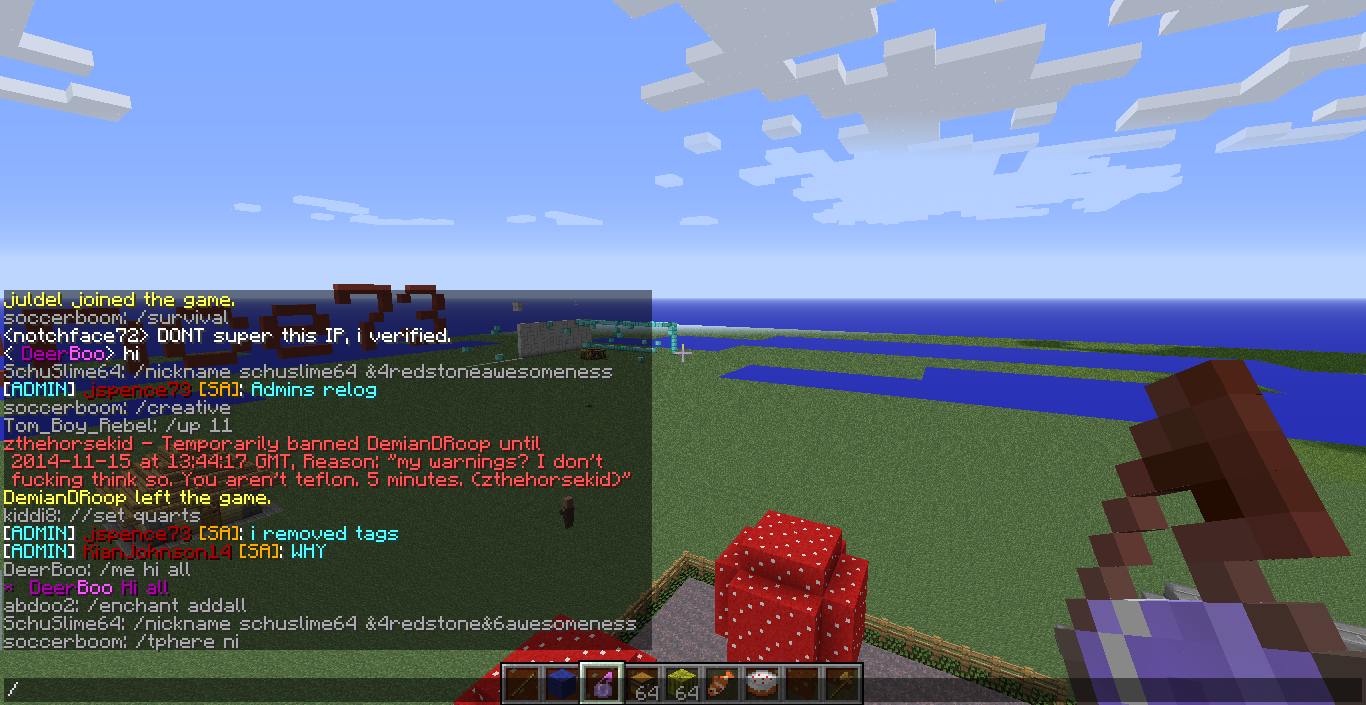 juldel joined the game.
soccerboom: /survival
<notchface72> DONT super this IP, i verified.
< DeerBoo> hi
SchuSlime64: /nickname schuslime64 &4redstoneawesomeness
[ADMIN] jspence73 [SA]: Admins relog
soccerboom: /creative
Tom_Boy_Rebel: /up 11
zthehorsekid - Temporarily banned DemianDRoop until
2014-11-15 at 13:44:17 GMT, Reason: "my warnings? I don't
fucking think so. You aren't teflon. 5 minutes. (zthehorsekid)"
DemianDRoop left the game.
kiddi8: //set quarts
[ADMIN] jspence73 [SA]: i removed tags
[ADMIN] KianJohnson14 [SA]: WHY
DeerBoo: /me hi all
* DeerBoo Hi all
abdoo2: /enchant addall
SchuSlime64: /nickname schuslime64 &4redstone&6awesomeness
soccerboom: /tphere ni
64 64
/